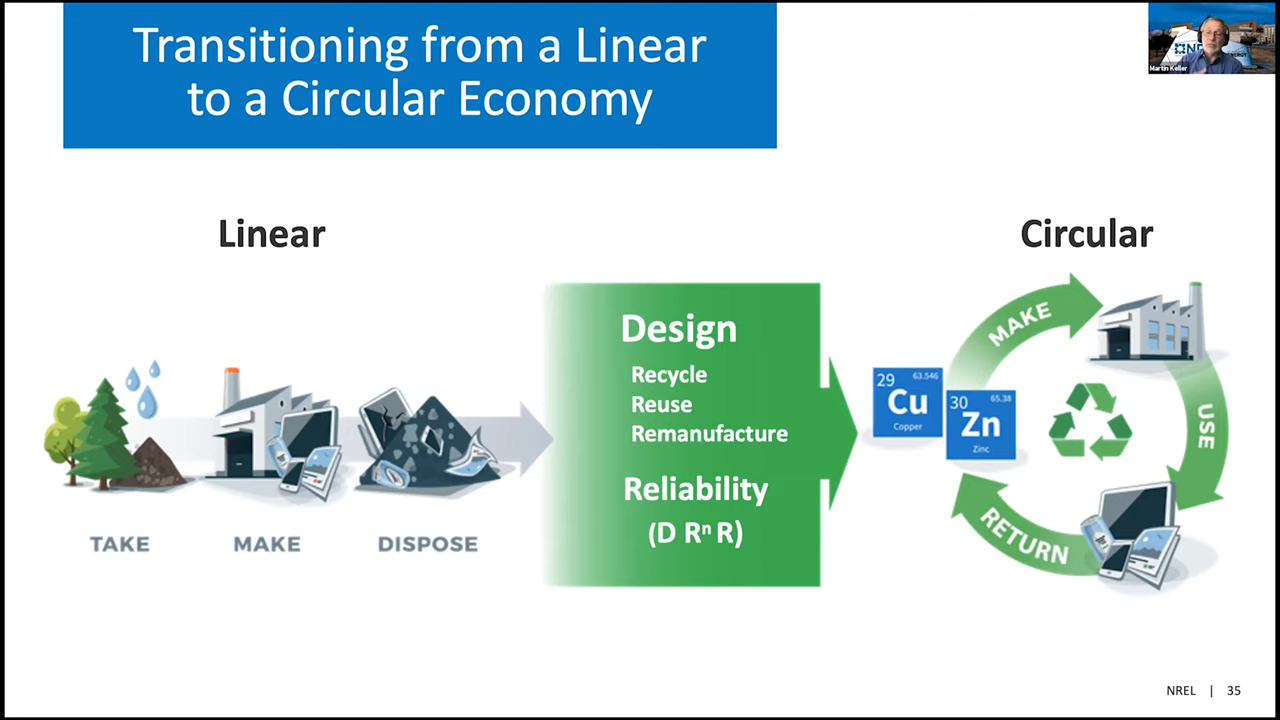 Transitioning from a Linear
to a Circular Economy
Martin Keller
Linear
Circular
TAKE
MAKE
DISPOSE
Design
Recycle
Reuse
Remanufacture
Reliability
(D Rⁿ R)
29
63.546
Cu
Copper
30
65.38
Zn
Zinc
MAKE
USE
RETURN
NREL | 35